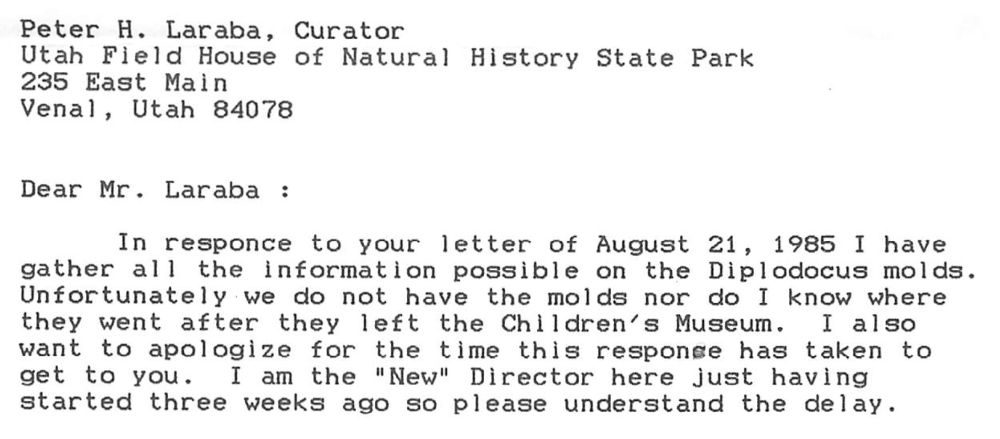 Peter H. Laraba, Curator
Utah Field House of Natural History State Park
235 East Main
Venal, Utah 84078
Dear Mr. Laraba :
In responce to your letter of August 21, 1985 I have
gather all the information possible on the Diplodocus molds.
Unfortunately we do not have the molds nor do I know where
they went after they left the Children's Museum. I also
want to apologize for the time this response has taken to
get to you. I am the "New" Director here just having
started three weeks ago so please understand the delay.